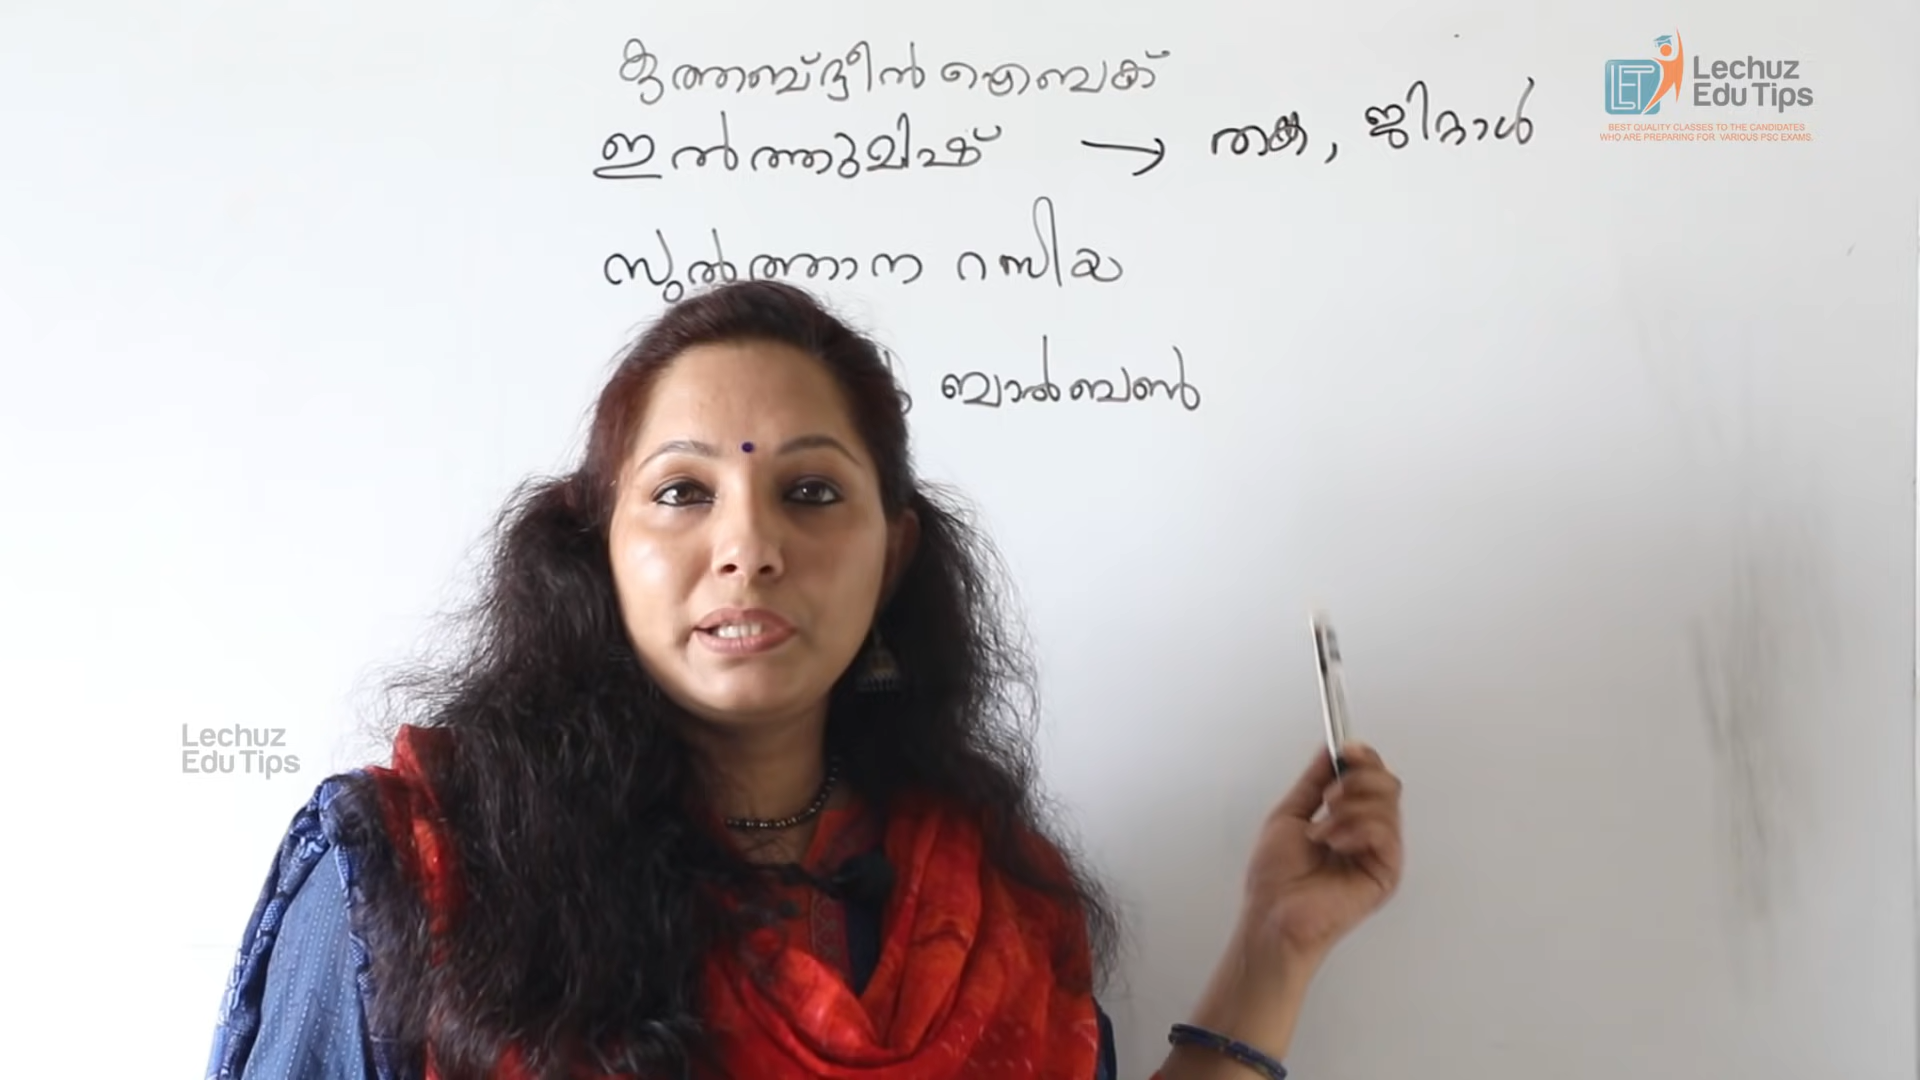 കുത്തബ്ദ്ദീൻ ഐബക്
ഇൽത്തുമിഷ് → തങ്ക, ജിറ്റാൾ
സുൽത്താന റസിയ
ബാൽബൺ
Lechuz
Edu Tips
BEST QUALITY CLASSES TO THE CANDIDATES
WHO ARE PREPARING FOR VARIOUS PSC EXAMS.
Lechuz
Edu Tips